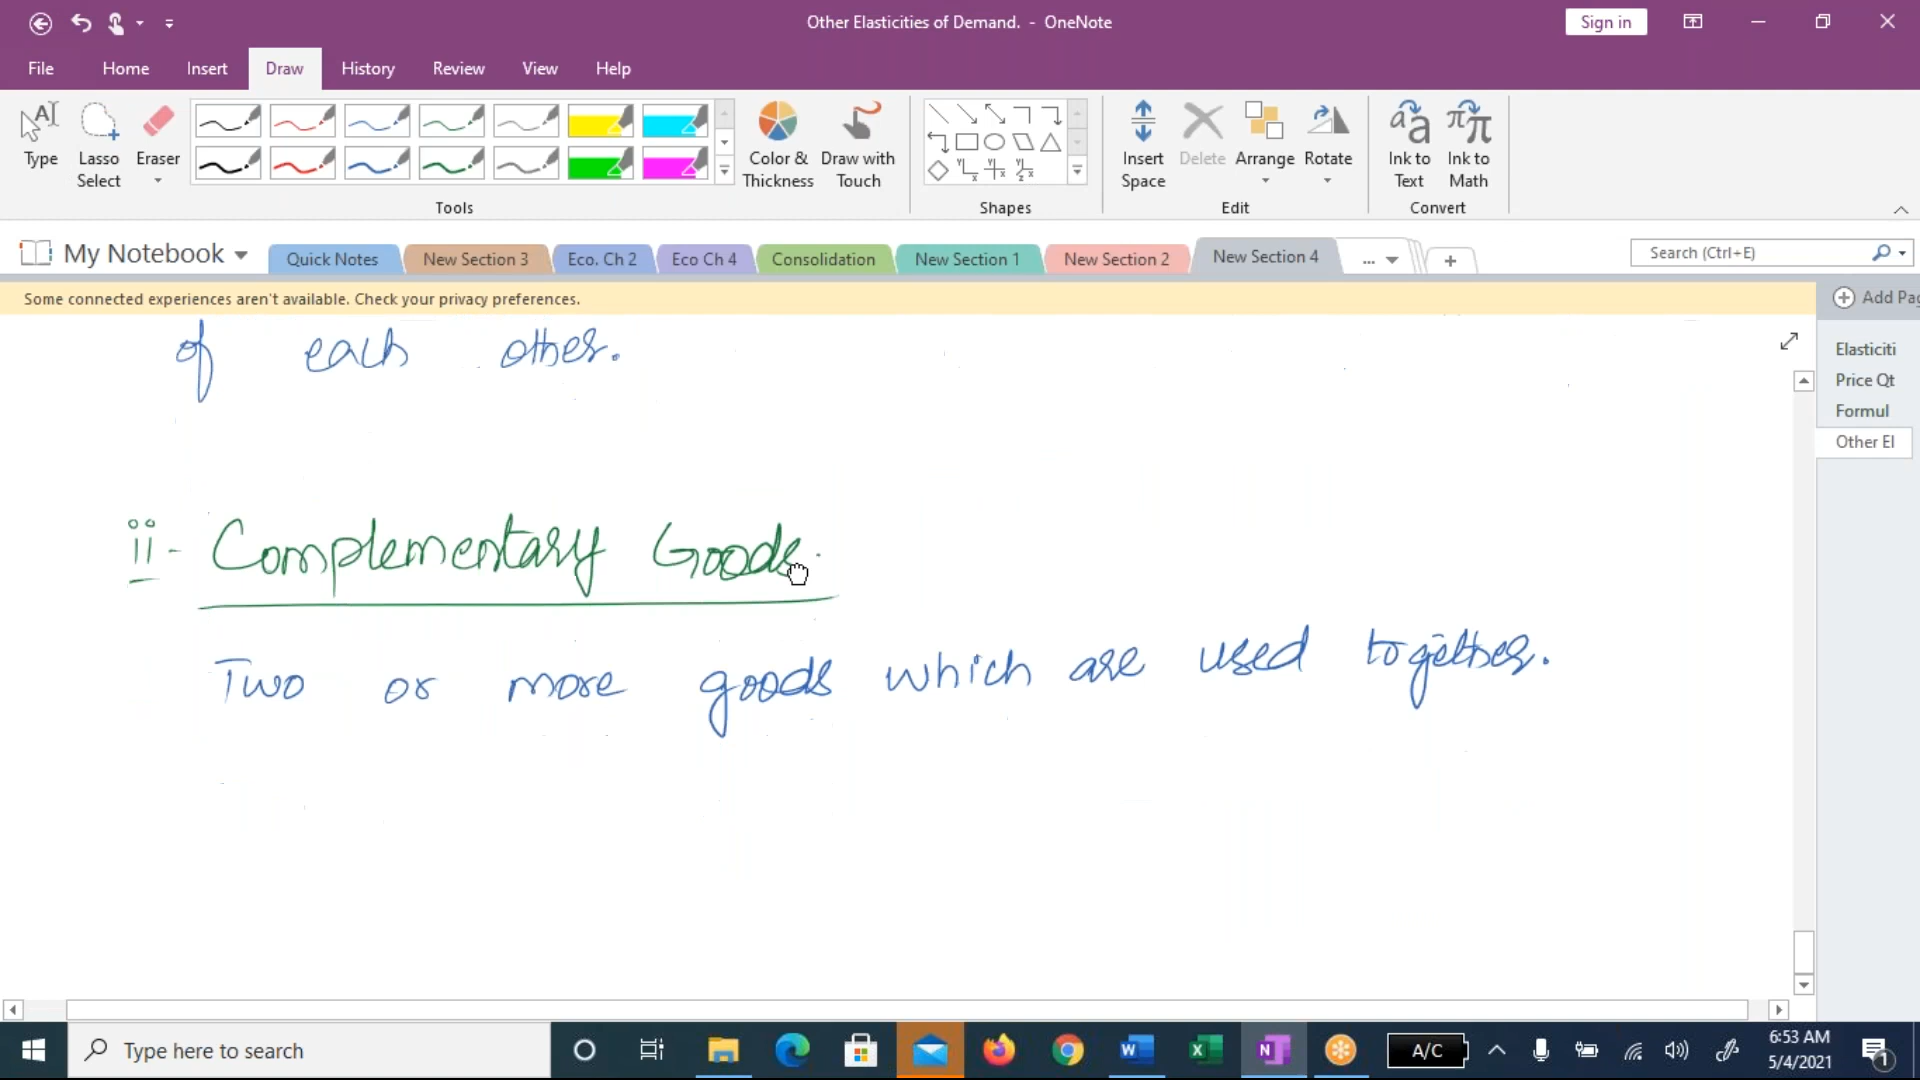 Other Elasticities of Demand. - OneNote
Sign in
File Home Insert Draw History Review View Help
Type
Lasso Select
Eraser
Color & Thickness
Draw with Touch
Insert Space
Delete
Arrange
Rotate
Ink to Text
Ink to Math
Tools Shapes Edit Convert
My Notebook Quick Notes New Section 3 Eco. Ch 2 Eco Ch 4 Consolidation New Section 1 New Section 2 New Section 4 ... Search (Ctrl+E)
Some connected experiences aren't available. Check your privacy preferences.
Add Pag
Elasticiti
Price Qt
Formul
Other El
of each other.
ii- Complementary Goods.
Two or more goods which are used together.
Type here to search
A/C
6:53 AM
5/4/2021
1